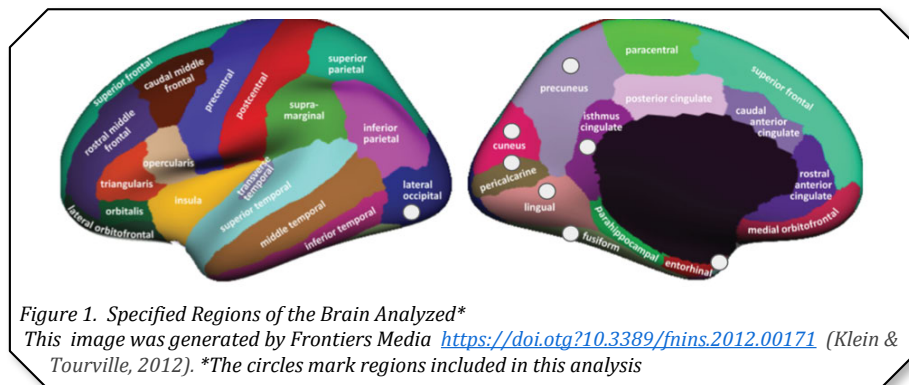 superior frontal
caudal middle
frontal
rostral middle
frontal
precentral
postcentral
superior
parietal
supra-
marginal
inferior
parietal
opercularis
triangularis
orbitalis
lateral orbitofrontal
insula
transverse
temporal
superior temporal
middle temporal
inferior temporal
lateral
occipital
paracentral
superior frontal
precuneus
posterior cingulate
isthmus
cingulate
caudal
anterior
cingulate
cuneus
pericalcarine
lingual
rostral
anterior
cingulate
medial orbitofrontal
parahippocampal
fusiform
entorhinal
Figure 1. Specified Regions of the Brain Analyzed*
This image was generated by Frontiers Media https://doi.otg?10.3389/fnins.2012.00171 (Klein &
Tourville, 2012). *The circles mark regions included in this analysis